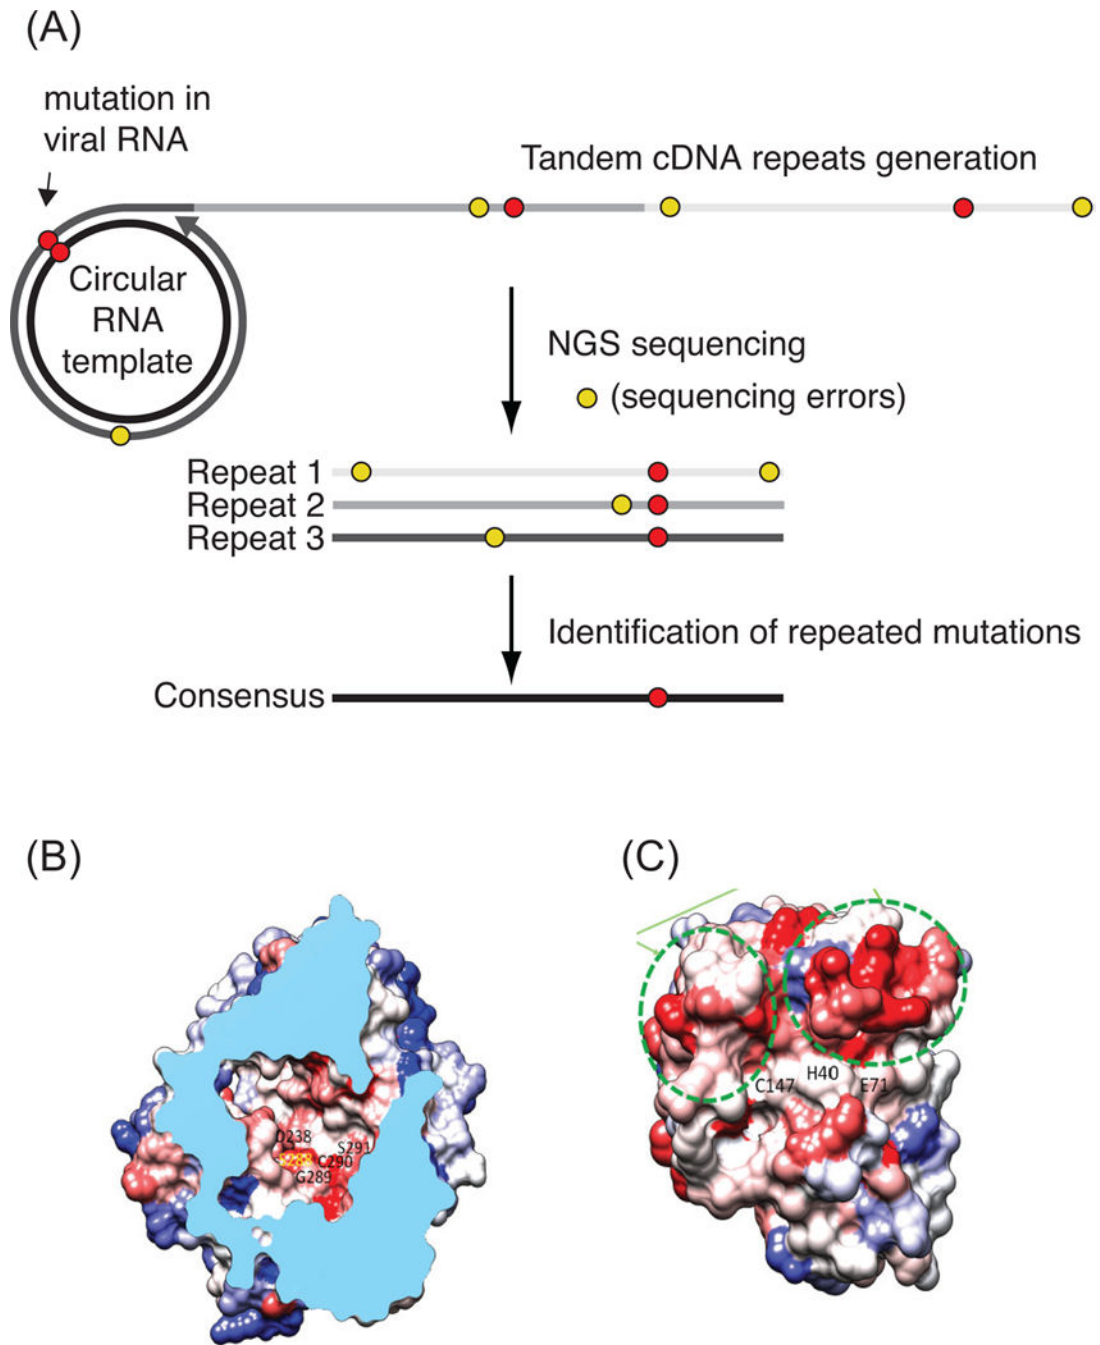 (A)
mutation in
viral RNA
Tandem cDNA repeats generation
Circular
RNA
template
NGS sequencing
(sequencing errors)
Repeat 1
Repeat 2
Repeat 3
Identification of repeated mutations
Consensus
(B)
(C)
D238
S291
C290
G289
C147
H40
E71